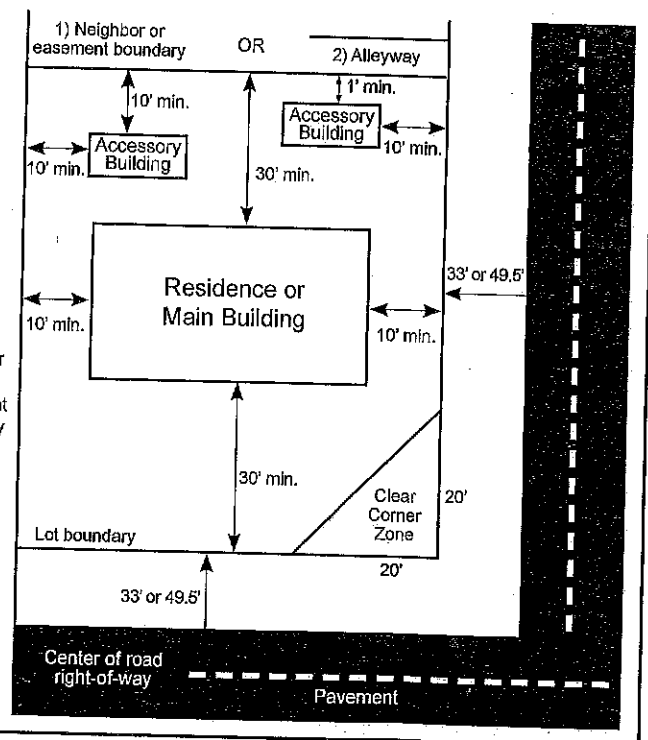 1) Neighbor or
easement boundary
OR
2) Alleyway
10' min.
1' min.
Accessory
Building
10' min.
30' min.
Accessory
Building
10' min.
Residence or
Main Building
10' min.
10' min.
33' or 49.5'
30' min.
Clear
Corner
Zone
20'
20'
Lot boundary
33' or 49.5'
Center of road
right-of-way
Pavement